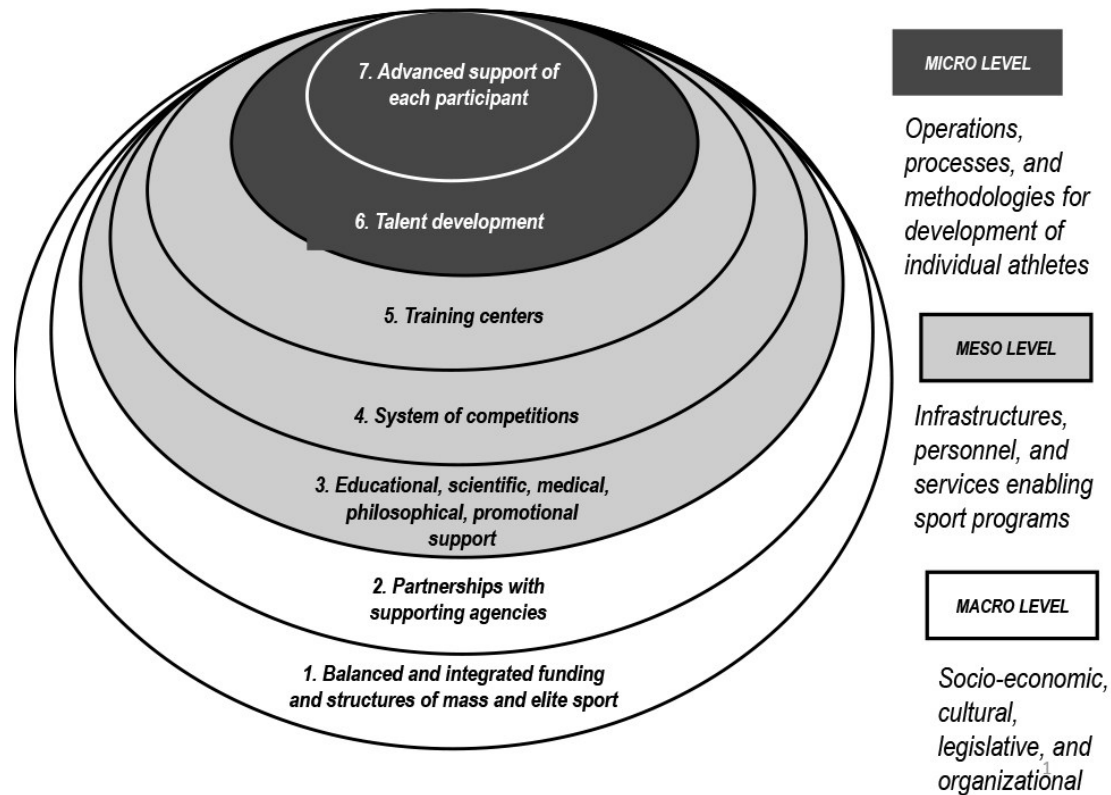 7. Advanced support of
each participant
6. Talent development
5. Training centers
4. System of competitions
3. Educational, scientific, medical,
philosophical, promotional
support
2. Partnerships with
supporting agencies
1. Balanced and integrated funding
and structures of mass and elite sport
MICRO LEVEL
Operations,
processes, and
methodologies for
development of
individual athletes
MESO LEVEL
Infrastructures,
personnel, and
services enabling
sport programs
MACRO LEVEL
Socio-economic,
cultural,
legislative, and
organizational
1